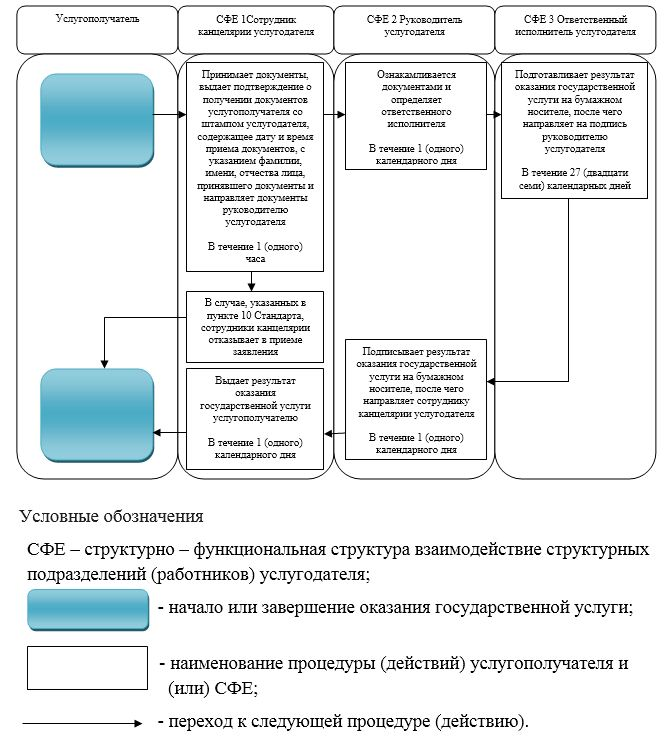 Услугополучатель
СФЕ 1Сотрудник
канцелярии услугодателя
СФЕ 2 Руководитель
услугодателя
СФЕ 3 Ответственный
исполнитель услугодателя
Принимает документы,
выдает подтверждение о
получении документов
услугополучателя со
штампом услугодателя,
содержащее дату и время
приема документов, с
указанием фамилии,
имени, отчества лица,
принявшего документы и
направляет документы
руководителю
услугодателя
В течение 1 (одного)
часа
Ознакамливается
документами и
определяет
ответственного
исполнителя
В течение 1 (одного)
календарного дня
Подготавливает результат
оказания государственной
услуги на бумажном
носителе, после чего
направляет на подпись
руководителю
услугодателя
В течение 27 (двадцати
семи) календарных дней
В случае, указанных в
пункте 10 Стандарта,
сотрудники канцелярии
отказывает в приеме
заявления
Подписывает результат
оказания государственной
услуги на бумажном
носителе, после чего
направляет сотруднику
канцелярии услугодателя
В течение 1 (одного)
календарного дня
Выдает результат
оказания
государственной услуги
услугополучателю
В течение 1 (одного)
календарного дня
Условные обозначения
СФЕ – структурно – функциональная структура взаимодействие структурных
подразделений (работников) услугодателя;
- начало или завершение оказания государственной услуги;
- наименование процедуры (действий) услугополучателя и
(или) СФЕ;
- переход к следующей процедуре (действию).